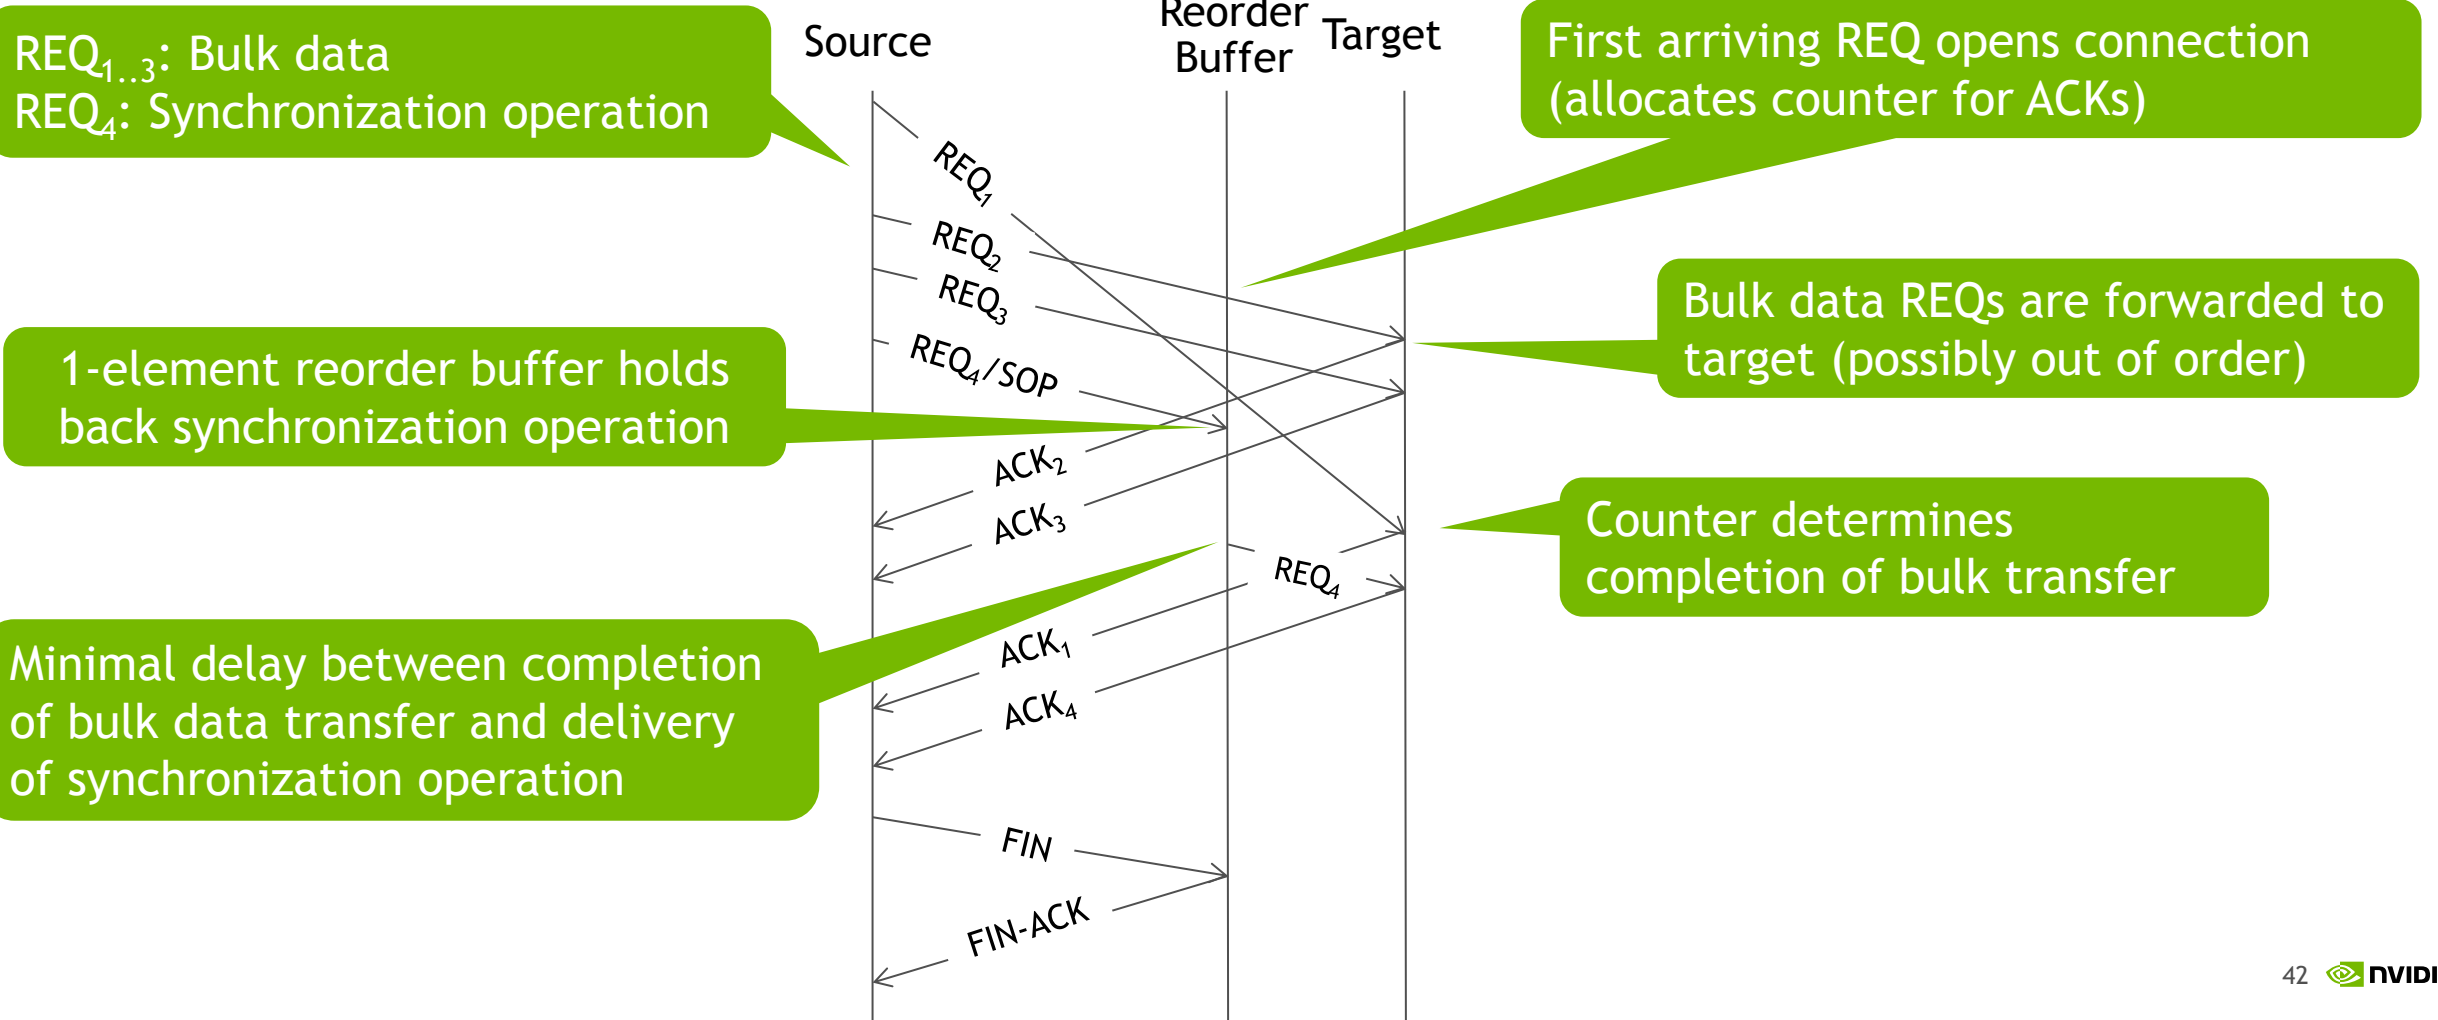 REQ1..3: Bulk data
REQ4: Synchronization operation
Source
Reorder
Buffer
Target
First arriving REQ opens connection
(allocates counter for ACKs)
REQ1
REQ2
REQ3
REQ4/SOP
Bulk data REQs are forwarded to
target (possibly out of order)
1-element reorder buffer holds
back synchronization operation
ACK2
ACK3
Counter determines
completion of bulk transfer
REQ4
Minimal delay between completion
of bulk data transfer and delivery
of synchronization operation
ACK1
ACK4
FIN
FIN-ACK
42 NVIDI